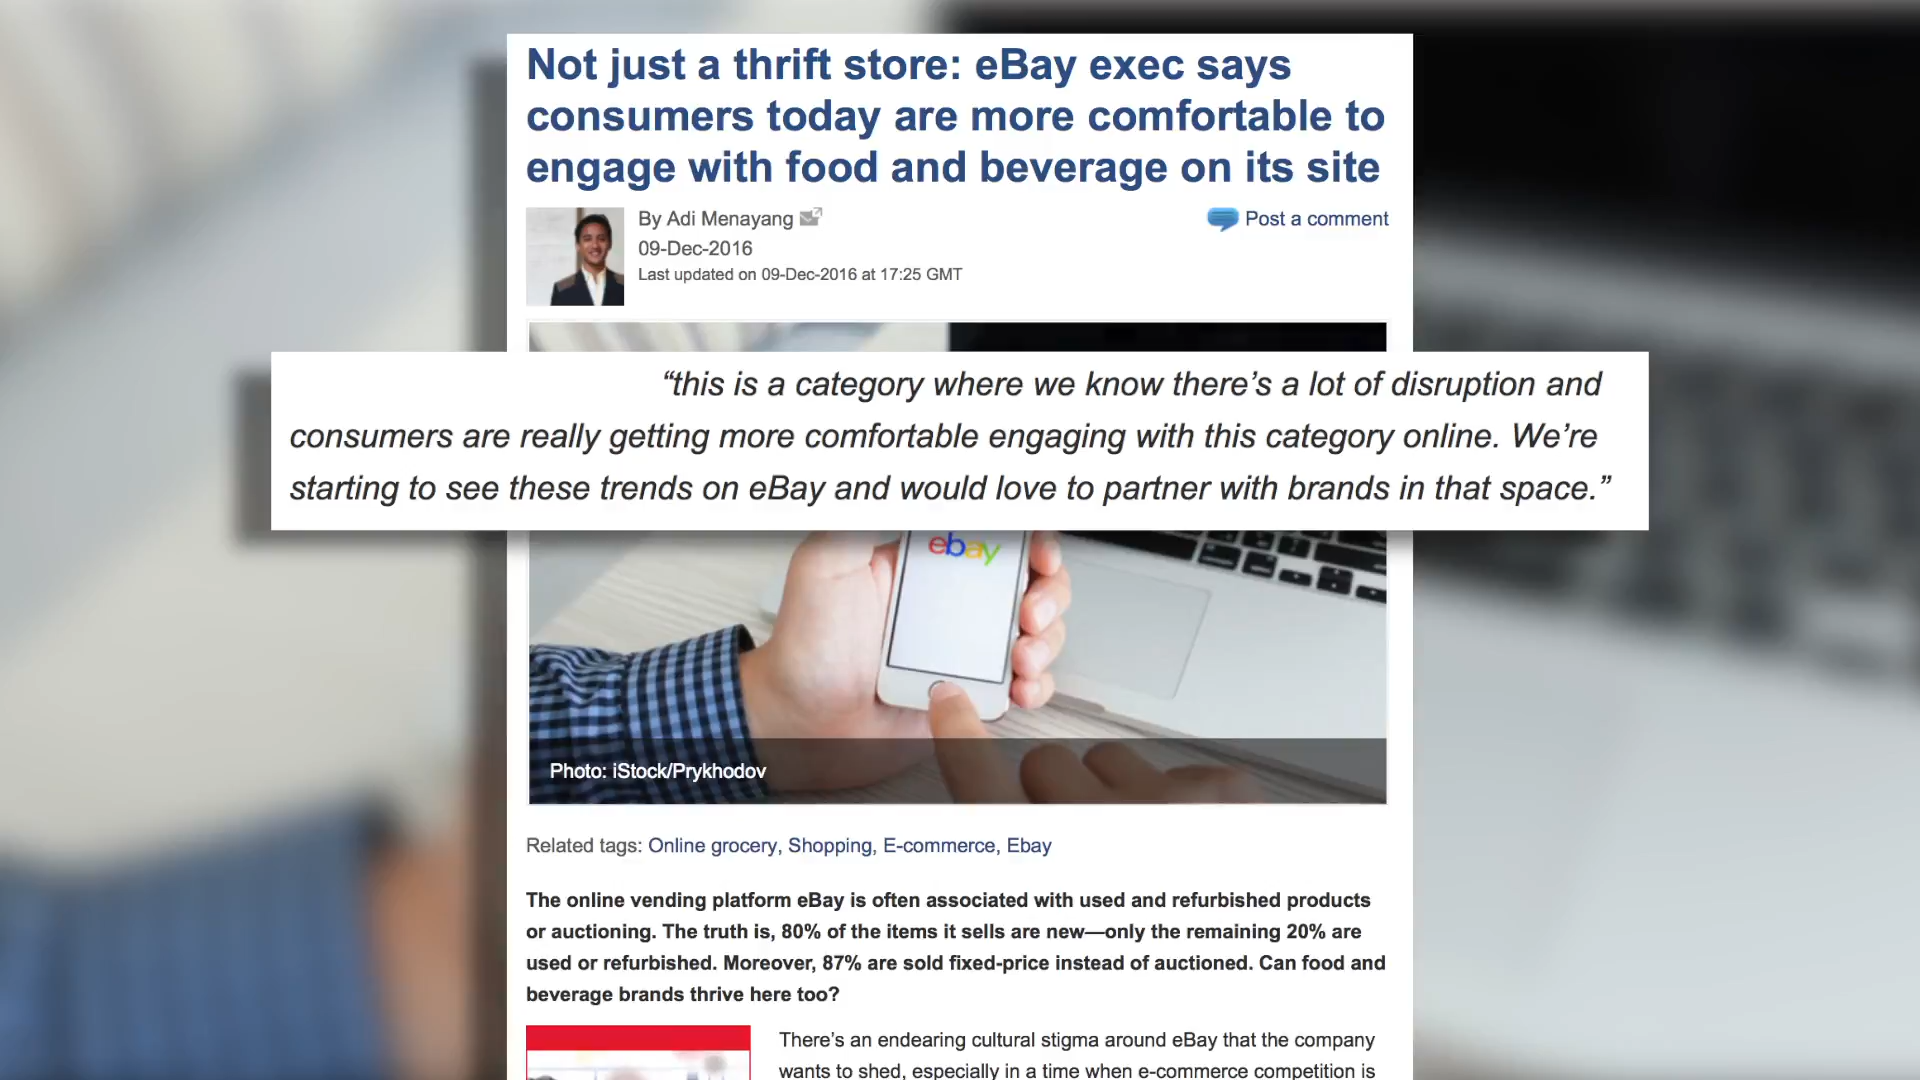 Not just a thrift store: eBay exec says
consumers today are more comfortable to
engage with food and beverage on its site
By Adi Menayang
Post a comment
09-Dec-2016
Last updated on 09-Dec-2016 at 17:25 GMT
“this is a category where we know there’s a lot of disruption and
consumers are really getting more comfortable engaging with this category online. We’re
starting to see these trends on eBay and would love to partner with brands in that space.”
ebay
Photo: iStock/Prykhodov
Related tags: Online grocery, Shopping, E-commerce, Ebay
The online vending platform eBay is often associated with used and refurbished products
or auctioning. The truth is, 80% of the items it sells are new—only the remaining 20% are
used or refurbished. Moreover, 87% are sold fixed-price instead of auctioned. Can food and
beverage brands thrive here too?
There’s an endearing cultural stigma around eBay that the company
wants to shed, especially in a time when e-commerce competition is